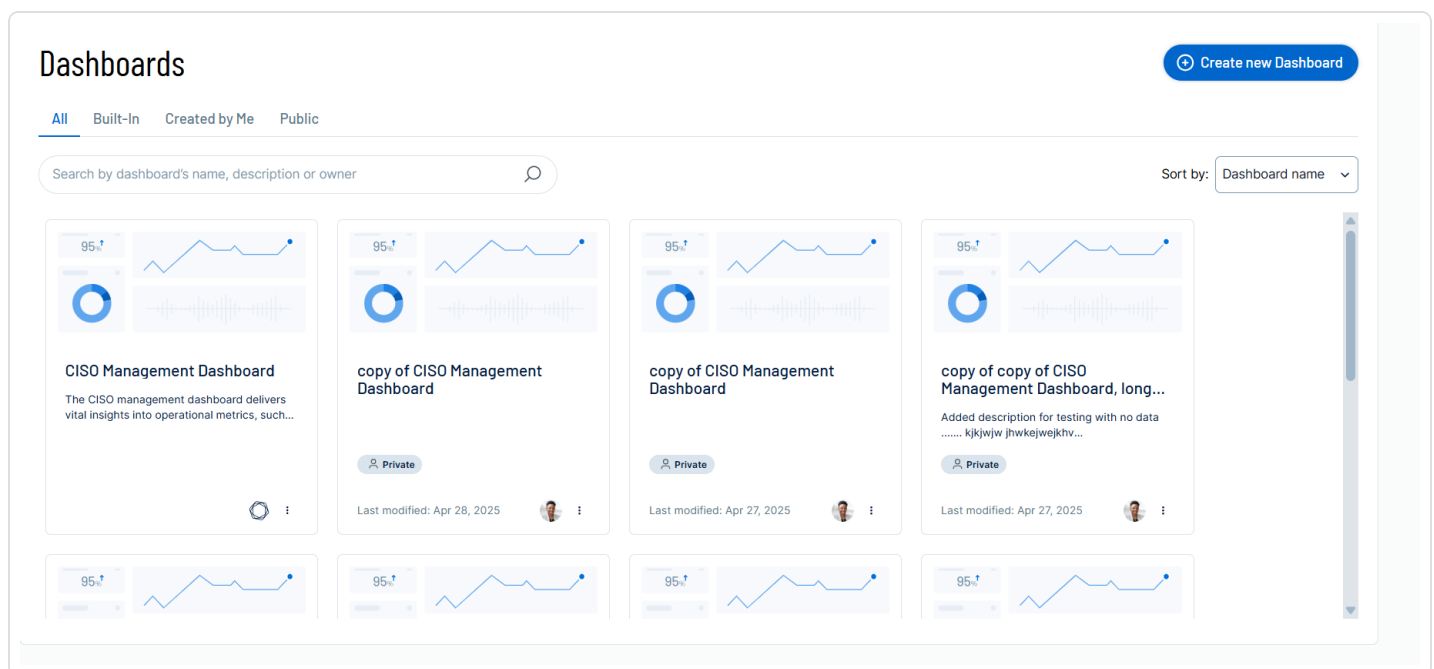 Dashboards
Create new Dashboard
All Built-In Created by Me Public
Search by dashboard's name, description or owner
Sort by: Dashboard name
95%
95%
95%
95%
CISO Management Dashboard
The CISO management dashboard delivers
vital insights into operational metrics, such...
copy of CISO Management
Dashboard
Private
Last modified: Apr 28, 2025
copy of CISO Management
Dashboard
Private
Last modified: Apr 27, 2025
copy of copy of CISO
Management Dashboard, long...
Added description for testing with no data
....... kjkjwjw jhwkejwejkhv...
Private
Last modified: Apr 27, 2025
95%
95%
95%
95%